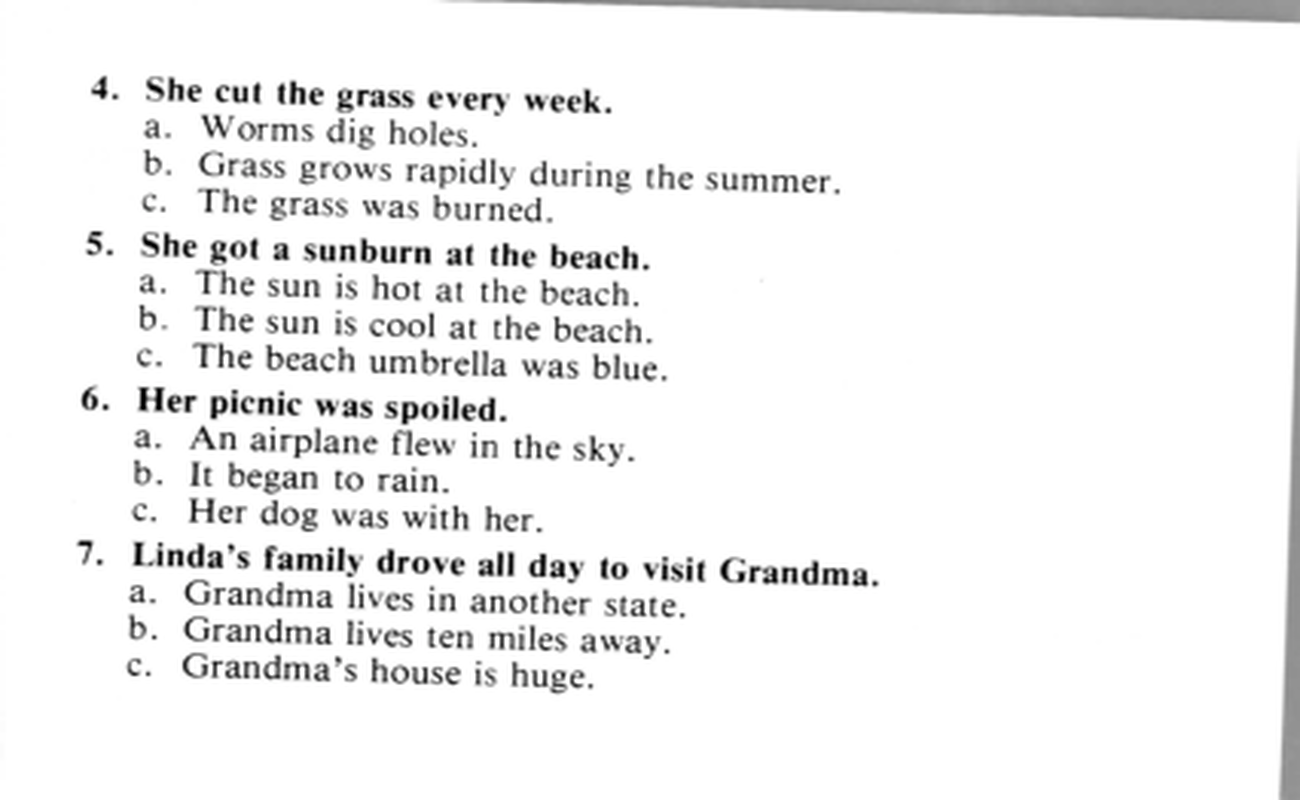 4. She cut the grass every week.
a. Worms dig holes.
b. Grass grows rapidly during the summer.
c. The grass was burned.
5. She got a sunburn at the beach.
a. The sun is hot at the beach.
b. The sun is cool at the beach.
c. The beach umbrella was blue.
6. Her picnic was spoiled.
a. An airplane flew in the sky.
b. It began to rain.
c. Her dog was with her.
7. Linda's family drove all day to visit Grandma.
a. Grandma lives in another state.
b. Grandma lives ten miles away.
c. Grandma's house is huge.